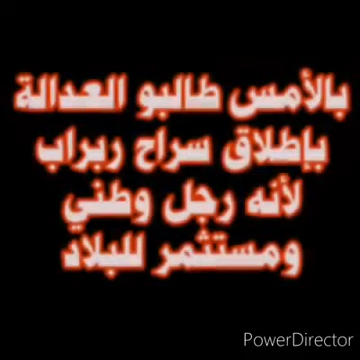 بالأمس طالبو العدالة
بإطلاق سراح ربراب
لأنه رجل وطني
ومستثمر للبلاد
PowerDirector